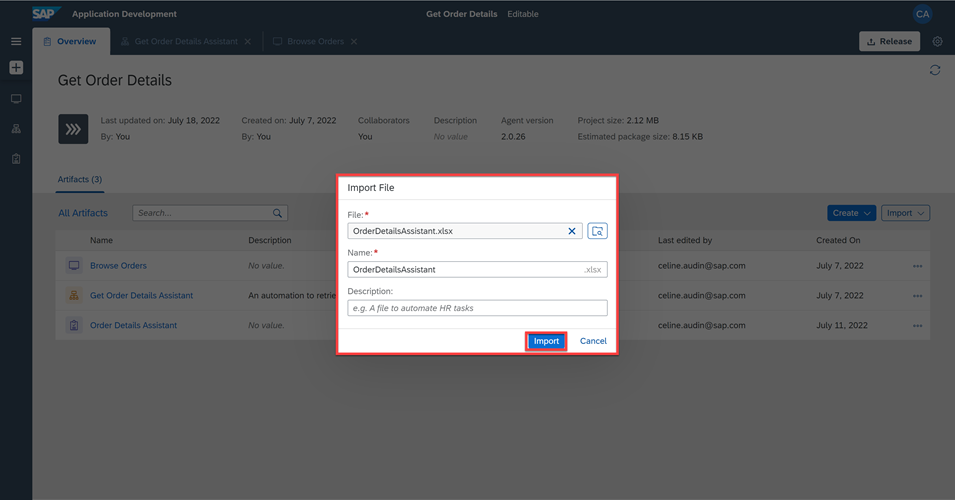 SAP Application Development Get Order Details Editable CA
Overview Get Order Details Assistant Browse Orders Release
Get Order Details
Last updated on: July 18, 2022 Created on: July 7, 2022 Collaborators Description Agent version Project size: 2.12 MB
By: You By: You You No value 2.0.26 Estimated package size: 8.15 KB
Artifacts (3)
All Artifacts Search... Create Import
Name Description Last edited by Created On
Browse Orders No value. celine.audin@sap.com July 7, 2022
Get Order Details Assistant An automation to retrie celine.audin@sap.com July 7, 2022
Order Details Assistant No value. celine.audin@sap.com July 11, 2022
Import File
File:*
OrderDetailsAssistant.xlsx
Name:*
OrderDetailsAssistant .xlsx
Description:
e.g. A file to automate HR tasks
Import Cancel